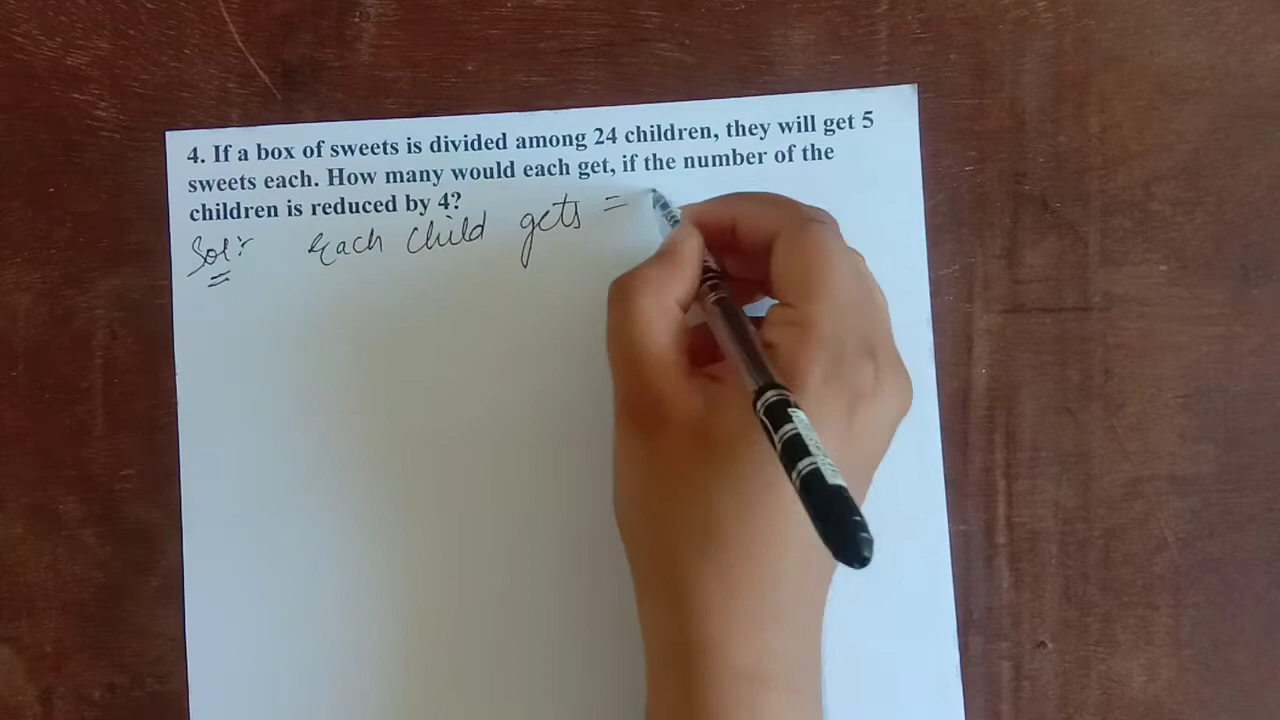 4. If a box of sweets is divided among 24 children, they will get 5
sweets each. How many would each get, if the number of the
children is reduced by 4?
Sol: Each child gets =